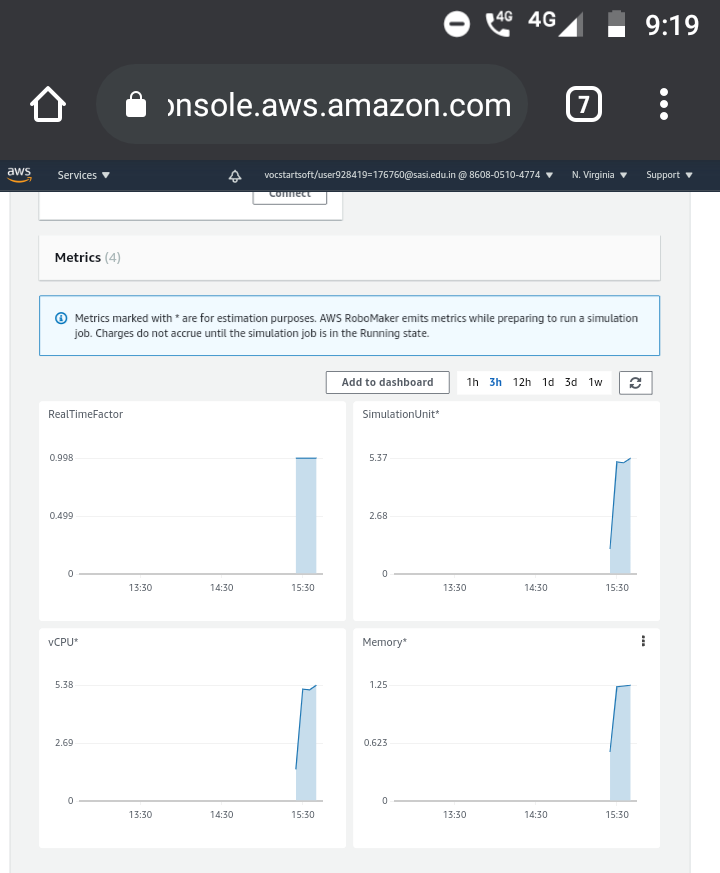 4G 4G 9:19
onsole.aws.amazon.com 7
aws Services vocstartsoft/user928419=176760@sasi.edu.in @ 8608-0510-4774 N. Virginia Support
Connect
Metrics (4)
Metrics marked with * are for estimation purposes. AWS RoboMaker emits metrics while preparing to run a simulation
job. Charges do not accrue until the simulation job is in the Running state.
Add to dashboard 1h 3h 12h 1d 3d 1w
RealTimeFactor
0.998
0.499
0
13:30 14:30 15:30
SimulationUnit*
5.37
2.68
0
13:30 14:30 15:30
vCPU*
5.38
2.69
0
13:30 14:30 15:30
Memory*
1.25
0.623
0
13:30 14:30 15:30